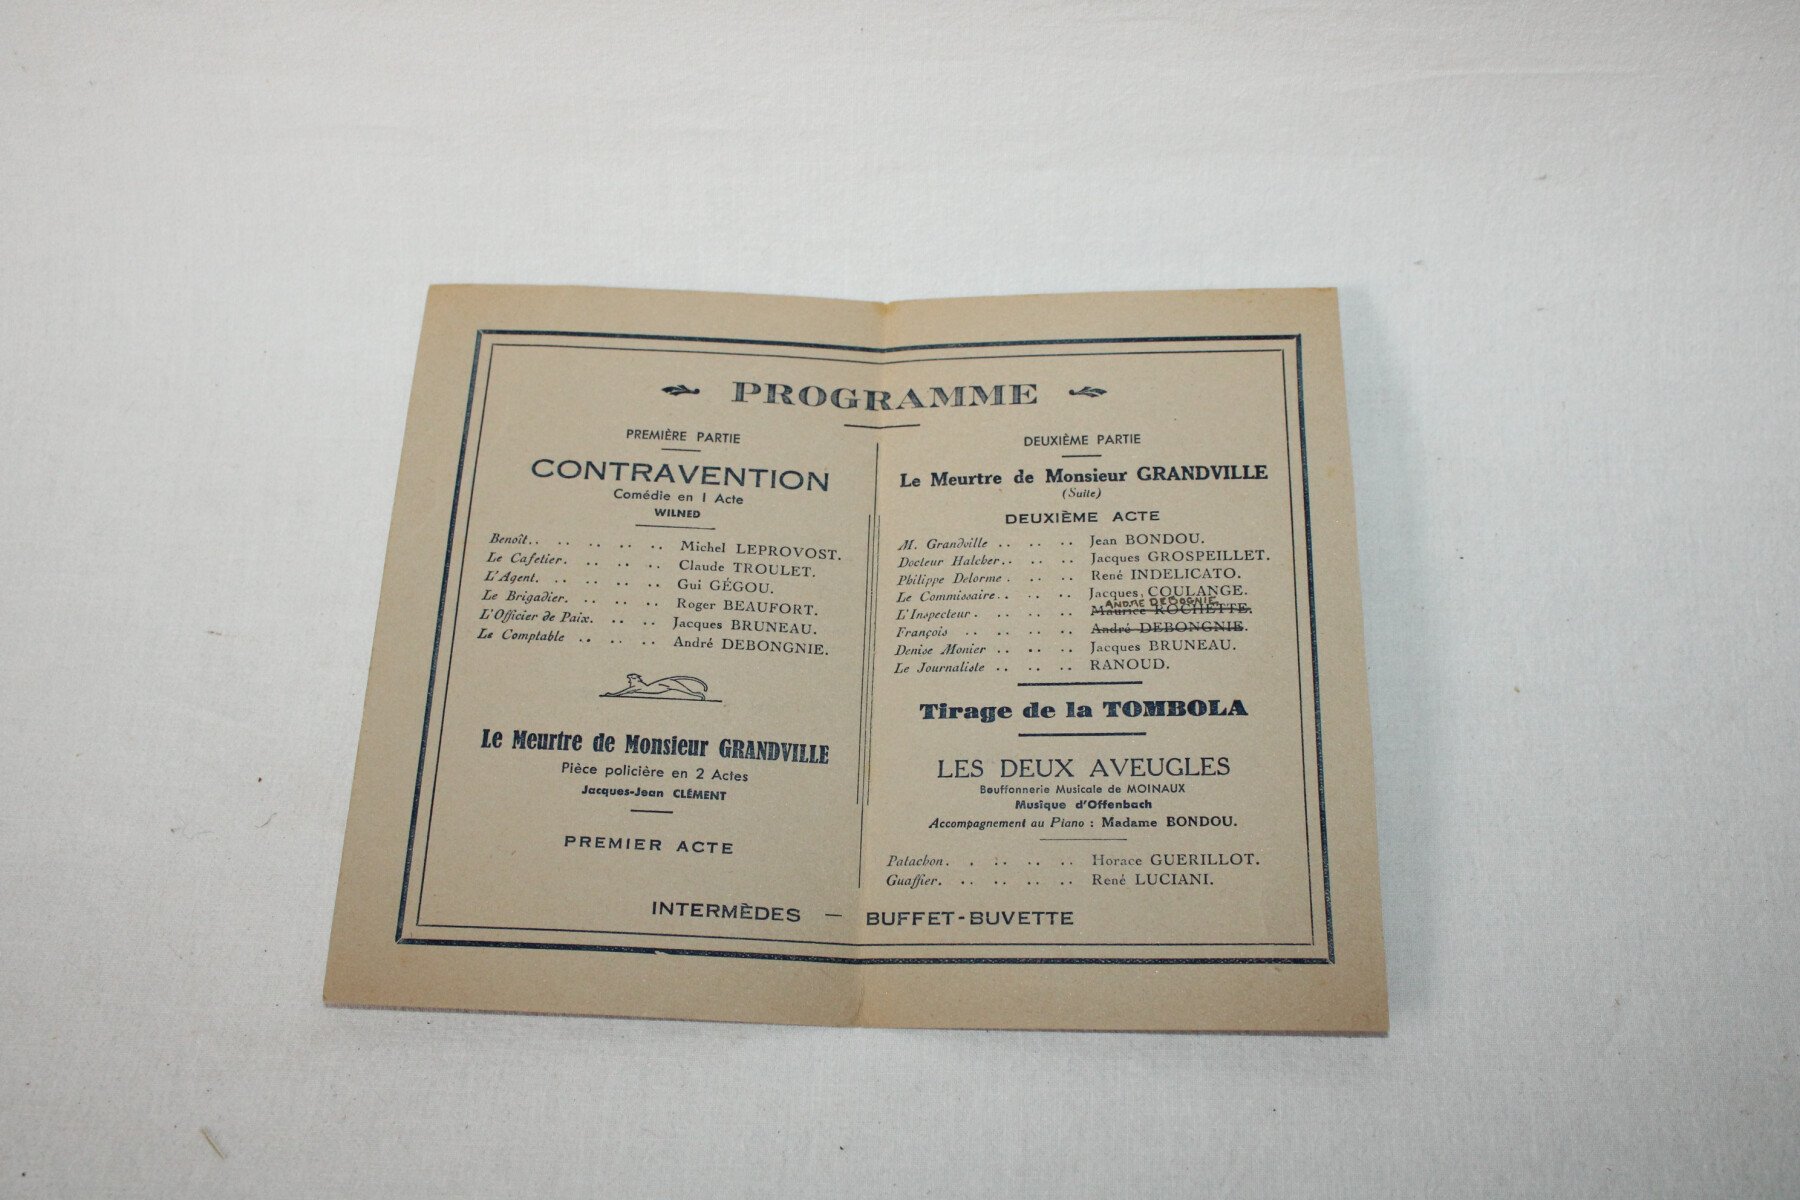 PROGRAMME
PREMIÈRE PARTIE
CONTRAVENTION
Comédie en 1 Acte
WILNED
Benoît.. .. .. .. .. Michel LEPROVOST.
Le Cafetier. .. .. .. Claude TROULET.
L'Agent. .. .. .. .. Gui GÉGOU.
Le Brigadier. .. .. .. Roger BEAUFORT.
L'Officier de Paix. .. .. Jacques BRUNEAU.
Le Comptable .. .. .. André DEBONGNIE.
Le Meurtre de Monsieur GRANDVILLE
Pièce policière en 2 Actes
Jacques-Jean CLÉMENT
PREMIER ACTE
DEUXIÈME PARTIE
Le Meurtre de Monsieur GRANDVILLE
(Suite)
DEUXIÈME ACTE
M. Grandville .. .. .. Jean BONDOU.
Docteur Halcher.. .. .. Jacques GROSPEILLET.
Philippe Delorme . .. .. René INDELICATO.
Le Commissaire.. .. .. Jacques COULANGE.
ANDRÉ DEBOGNIE
L'Inspecteur . .. .. .. Maurice ROCHETTE.
François .. .. .. .. André DEBONGNIE.
Denise Monier .. .. .. Jacques BRUNEAU.
Le Journaliste .. .. .. RANOUD.
Tirage de la TOMBOLA
LES DEUX AVEUGLES
Bouffonnerie Musicale de MOINAUX
Musique d'Offenbach
Accompagnement au Piano : Madame BONDOU.
Patachon. . .. .. .. Horace GUERILLOT.
Guaffier. .. .. .. .. René LUCIANI.
INTERMÈDES — BUFFET-BUVETTE